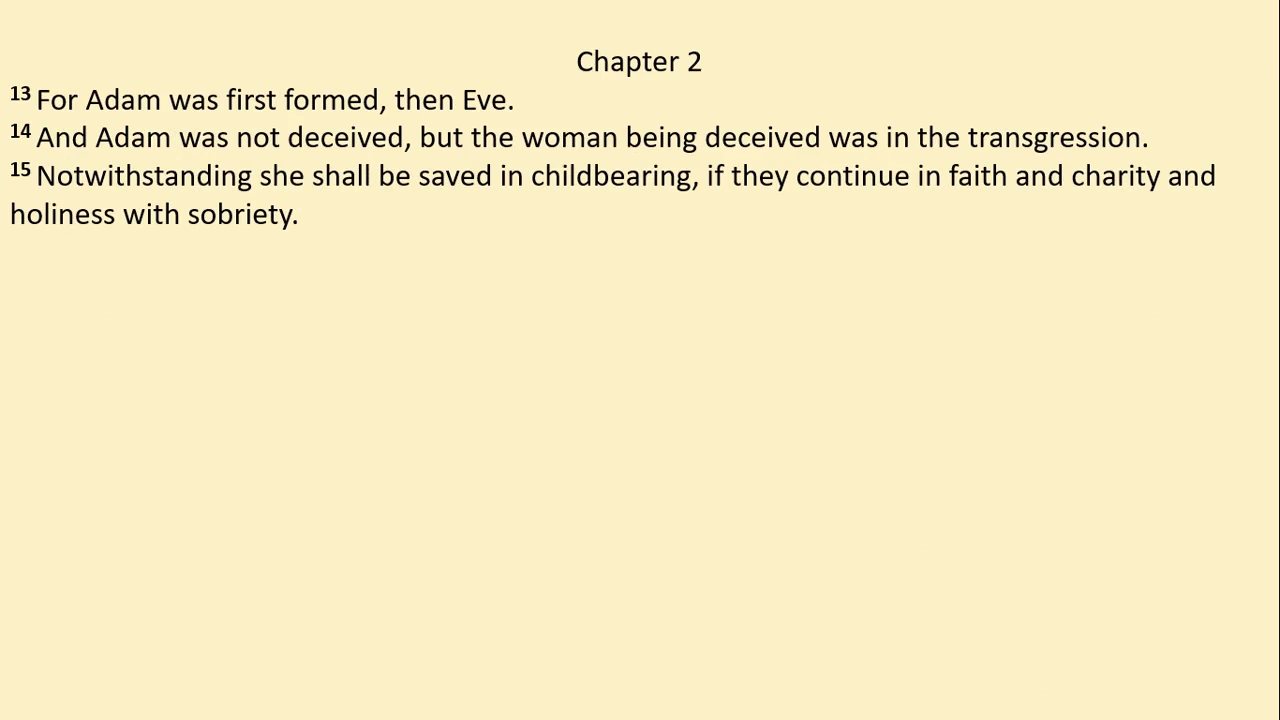 Chapter 2
13 For Adam was first formed, then Eve.
14 And Adam was not deceived, but the woman being deceived was in the transgression.
15 Notwithstanding she shall be saved in childbearing, if they continue in faith and charity and
holiness with sobriety.